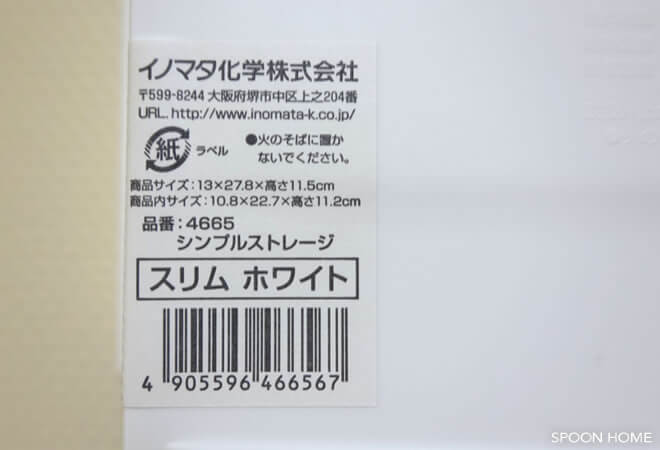 イノマタ化学株式会社
〒599-8244 大阪府堺市中区上之204番
URL. http://www.inomata-k.co.jp/
紙 ラベル
●火のそばに置か
ないでください。
商品サイズ:13×27.8×高さ11.5cm
商品内サイズ:10.8×22.7×高さ11.2cm
品番:4665
シンプルストレージ
スリム ホワイト
4 905596 466567
SPOON HOME